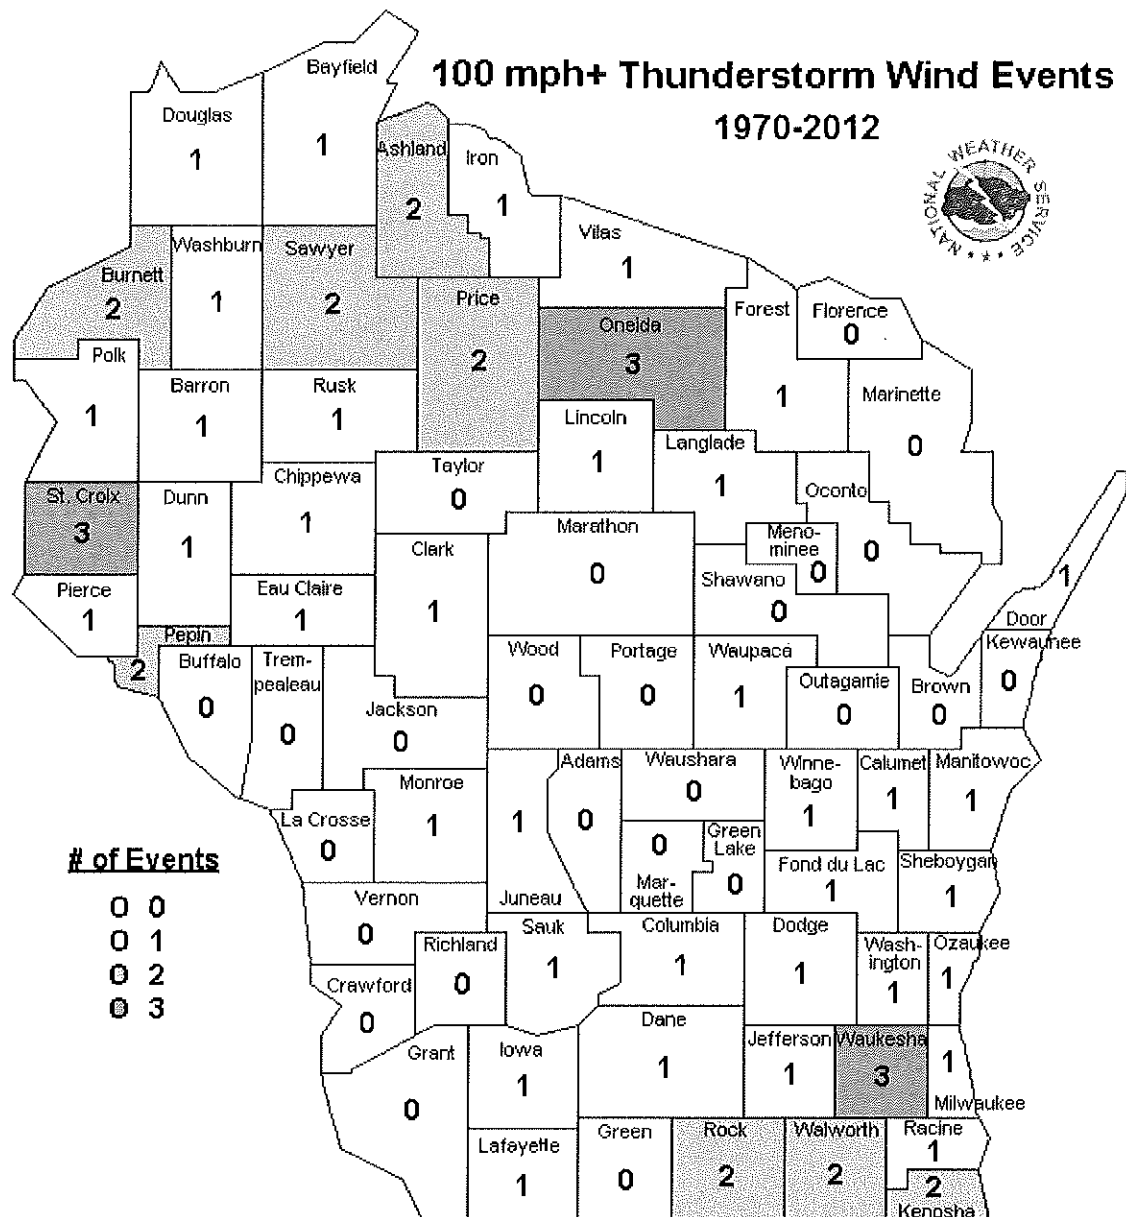 100 mph+ Thunderstorm Wind Events
1970-2012
NATIONAL WEATHER SERVICE
Bayfield
1
Douglas
1
Ashland
2
Iron
1
Vilas
1
Washburn
1
Sawyer
2
Burnett
2
Price
2
Oneida
3
Forest
1
Florence
0
Polk
1
Barron
1
Rusk
1
Lincoln
1
Marinette
0
Langlade
1
Taylor
0
Chippewa
1
St. Croix
3
Dunn
1
Oconto
0
Marathon
0
Meno-
minee
0
Clark
1
Shawano
0
Pierce
1
Eau Claire
1
Door
1
Pepin
2
Buffalo
0
Trem-
pealeau
0
Jackson
0
Wood
0
Portage
0
Waupaca
1
Outagamie
0
Brown
0
Kewaunee
0
Monroe
1
La Crosse
0
Juneau
1
Adams
0
Waushara
0
Winne-
bago
1
Calumet
1
Manitowoc
1
Mar-
quette
0
Green
Lake
0
Fond du Lac
1
Sheboygan
1
# of Events
0 0
0 1
0 2
0 3
Vernon
0
Richland
0
Sauk
1
Columbia
1
Dodge
1
Wash-
ington
1
Ozaukee
1
Crawford
0
Grant
0
Iowa
1
Dane
1
Jefferson
1
Waukesha
3
Milwaukee
1
Lafayette
1
Green
0
Rock
2
Walworth
2
Racine
1
2
Kenosha